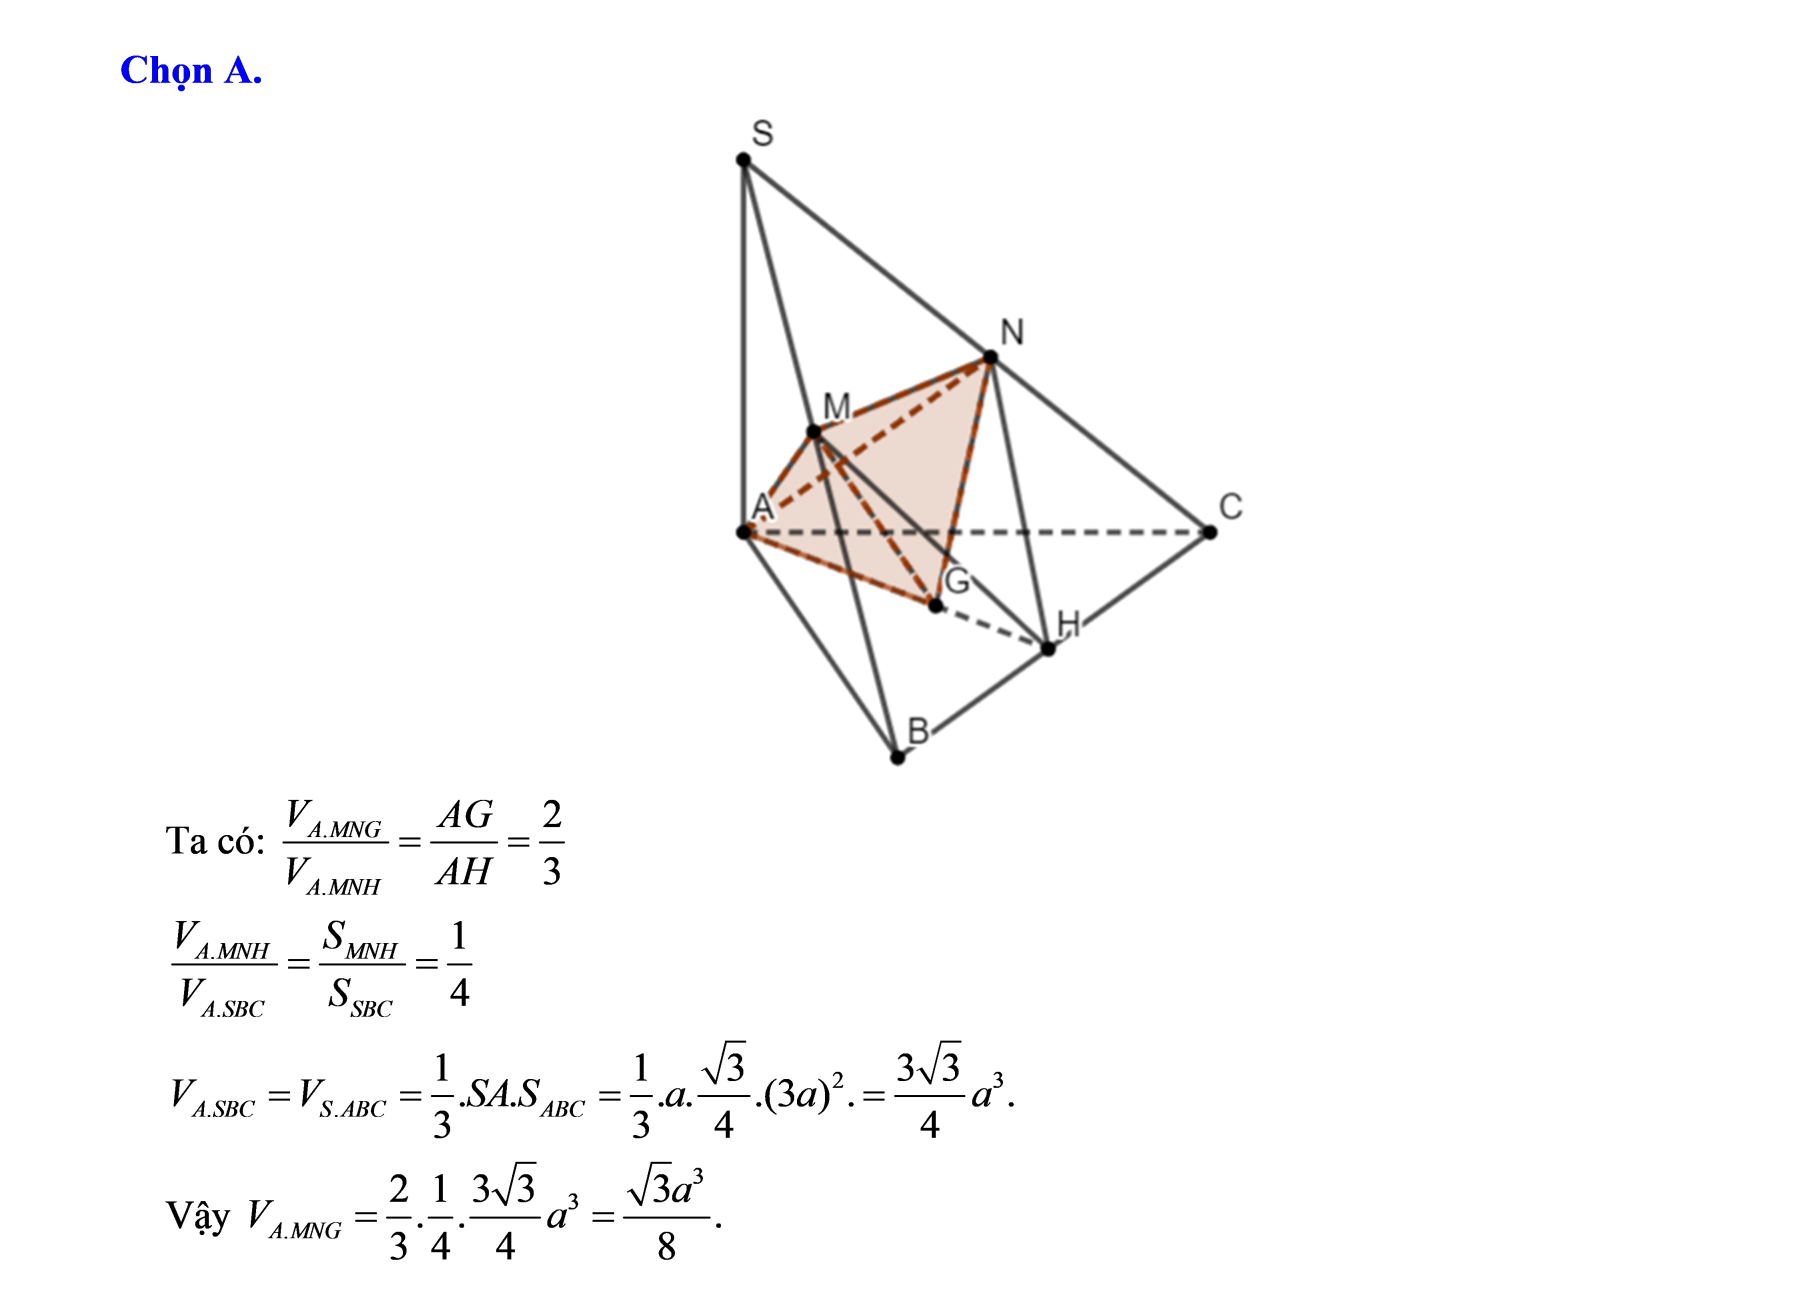 Chọn A.
S
N
M
A
C
G
H
B
Ta có: \frac{V_{A.MNG}}{V_{A.MNH}} = \frac{AG}{AH} = \frac{2}{3}
\frac{V_{A.MNH}}{V_{A.SBC}} = \frac{S_{MNH}}{S_{SBC}} = \frac{1}{4}
V_{A.SBC} = V_{S.ABC} = \frac{1}{3}.SA.S_{ABC} = \frac{1}{3}.a.\frac{\sqrt{3}}{4}.(3a)^2. = \frac{3\sqrt{3}}{4}a^3.
Vậy V_{A.MNG} = \frac{2}{3}.\frac{1}{4}.\frac{3\sqrt{3}}{4}a^3 = \frac{\sqrt{3}a^3}{8}.